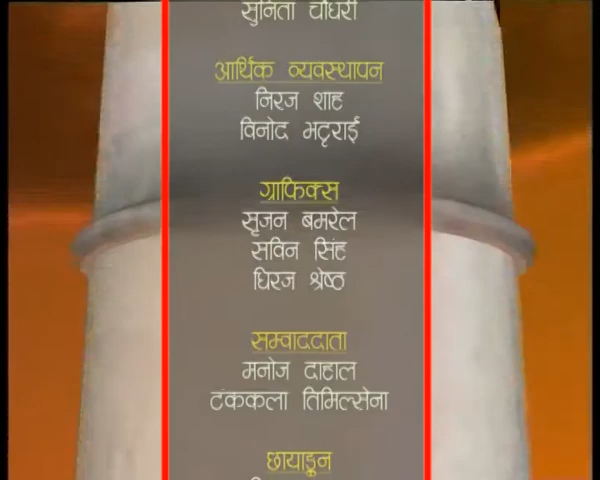 सुनिता चौधरी
आर्थिक व्यवस्थापन
निरज शाह
विनोद भट्टराई
ग्राफिक्स
सृजन बमरेल
सविन सिंह
धिरज श्रेष्ठ
सम्वाददाता
मनोज दाहाल
टंककला तिमिल्सेना
छायाङ्कन